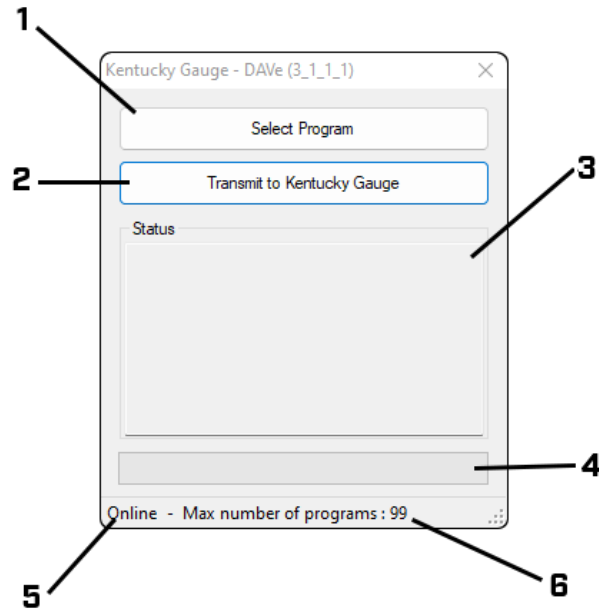 1
Kentucky Gauge - DAVe (3_1_1_1)
Select Program
2
Transmit to Kentucky Gauge
3
Status
4
Online - Max number of programs : 99
5
6